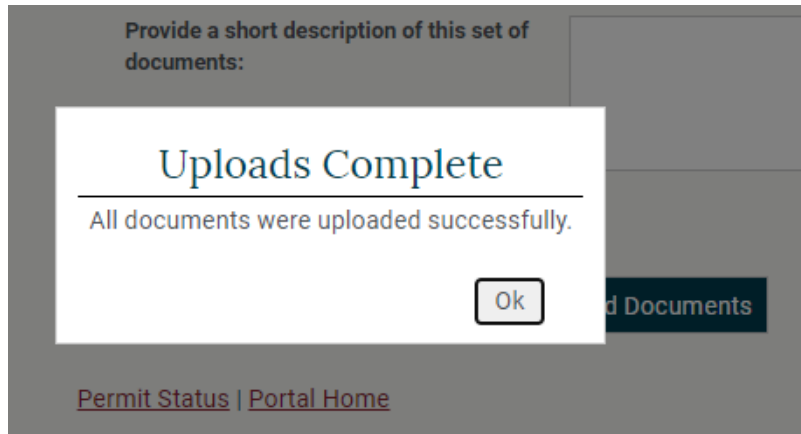 Provide a short description of this set of
documents:
Uploads Complete
All documents were uploaded successfully.
Ok
d Documents
Permit Status | Portal Home